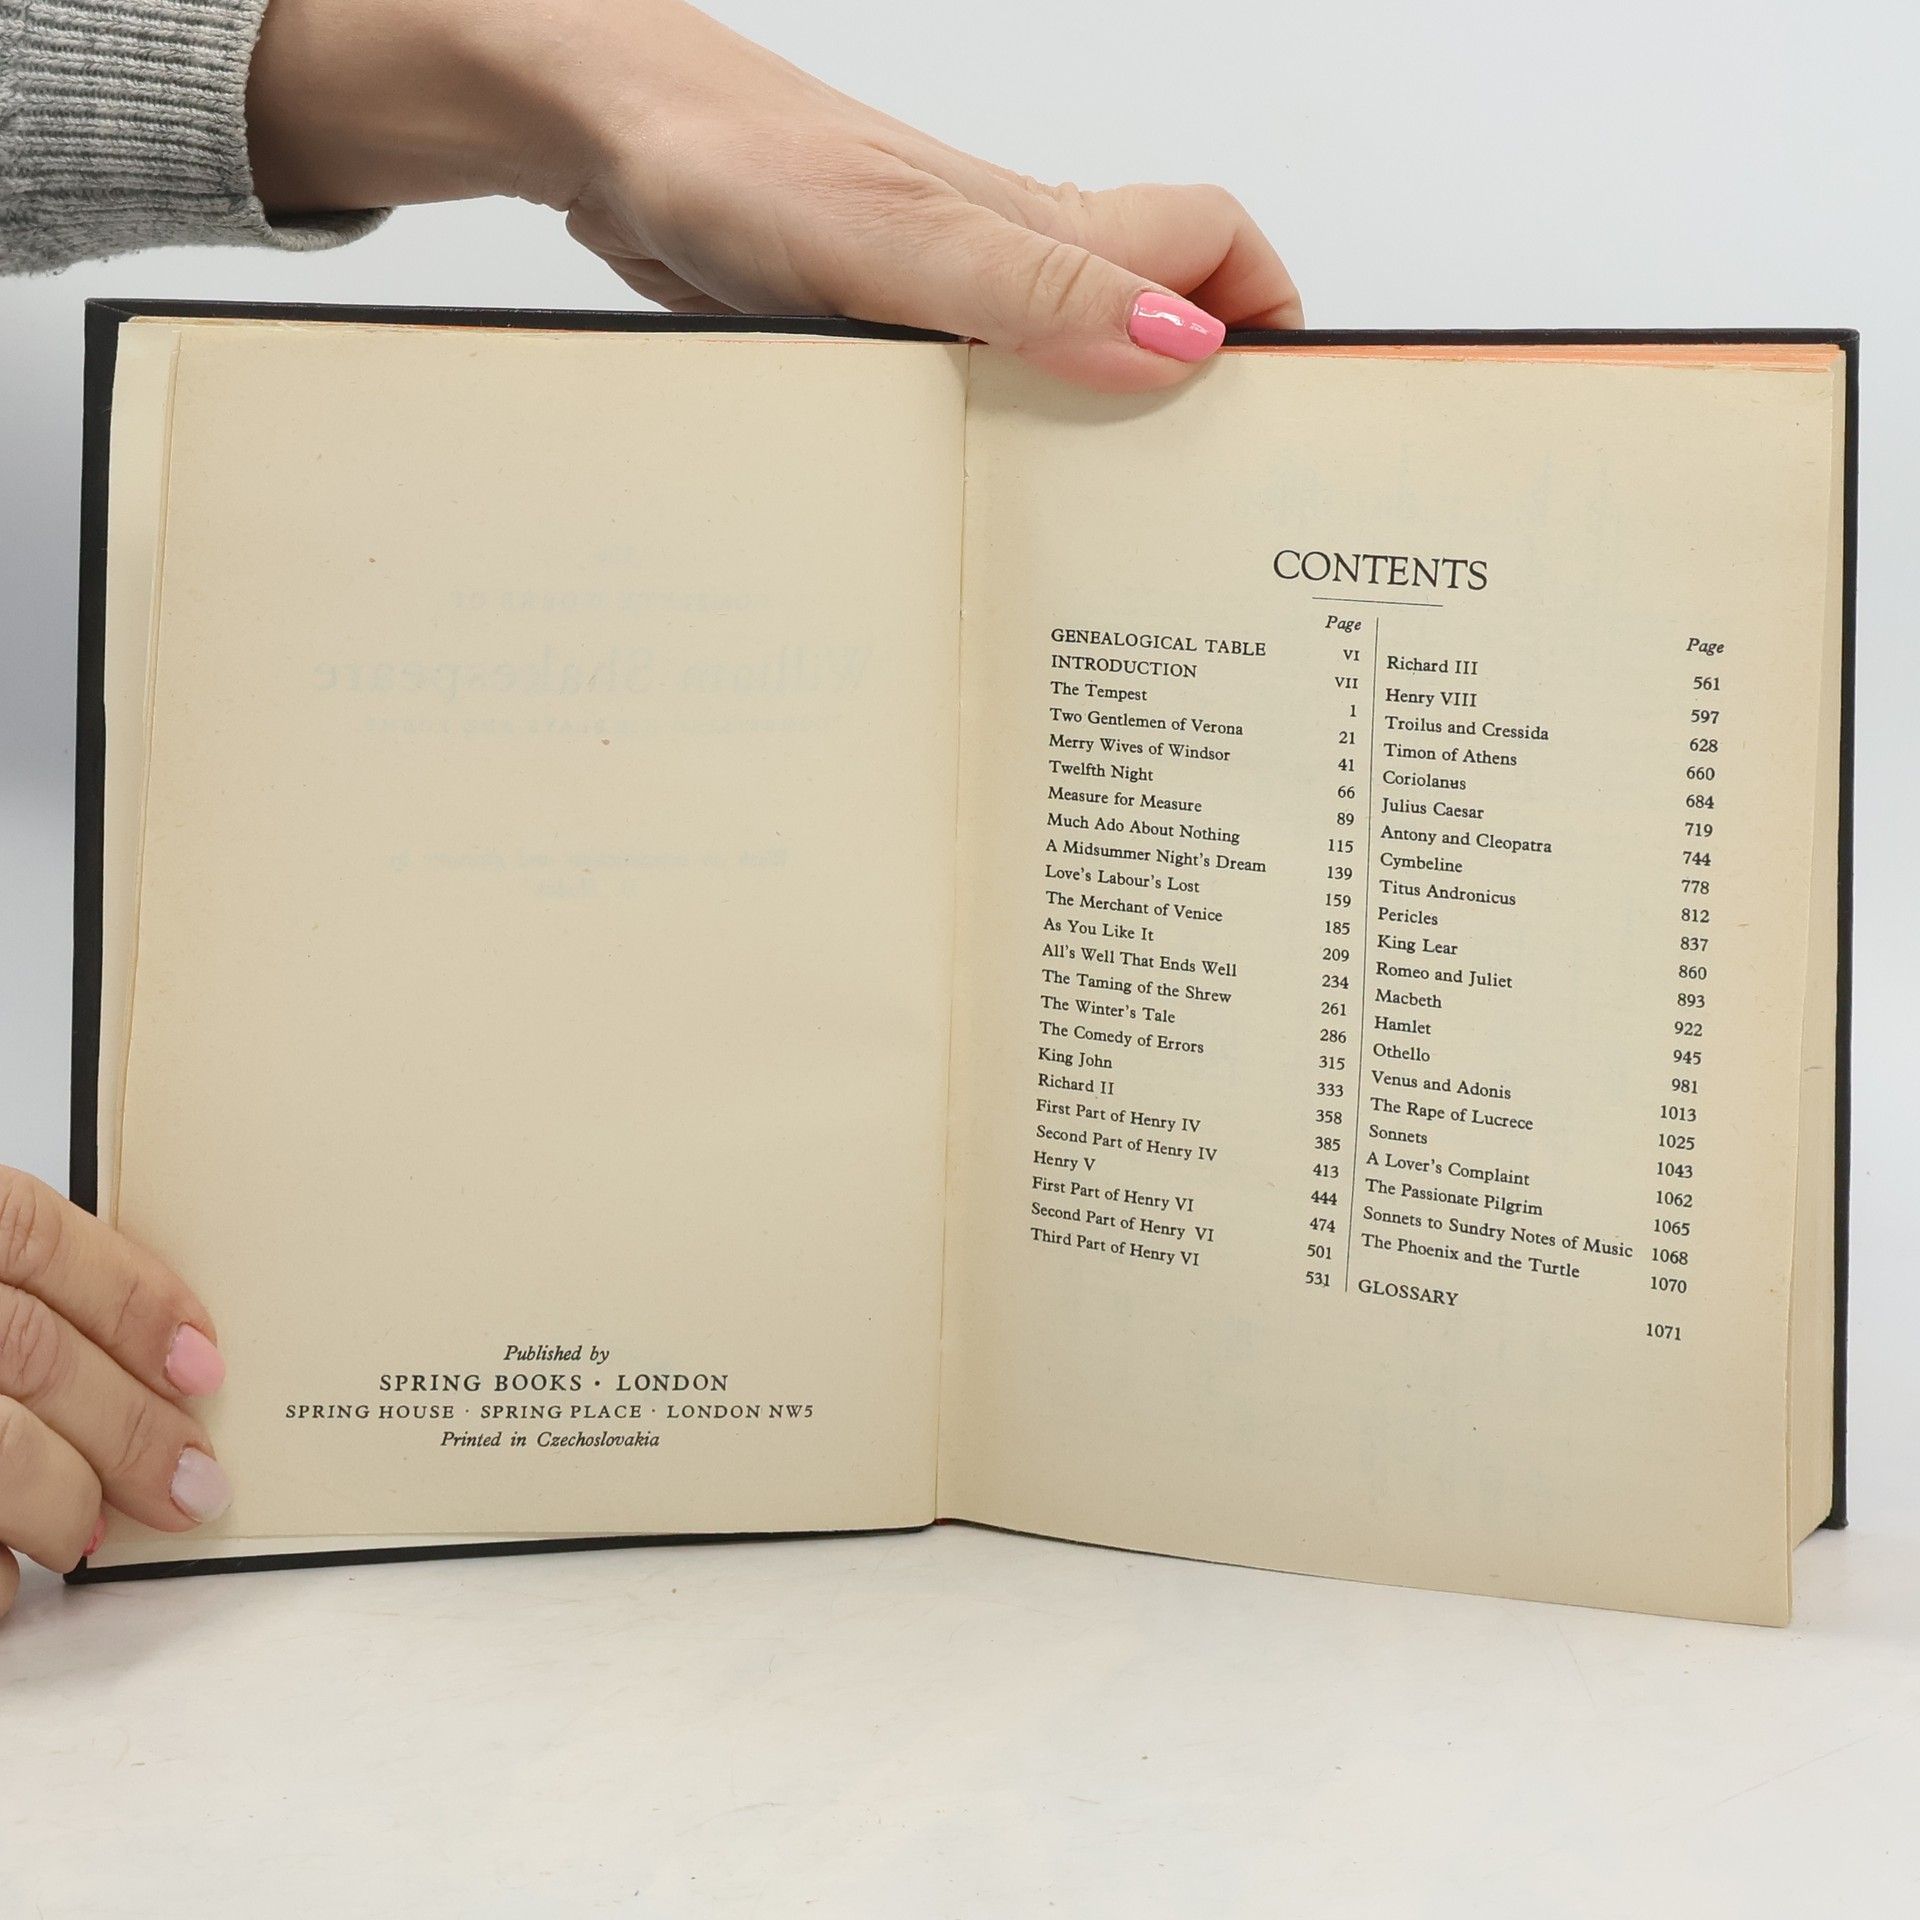 Published by
SPRING BOOKS · LONDON
SPRING HOUSE · SPRING PLACE · LONDON NW5
Printed in Czechoslovakia
CONTENTS
Page
GENEALOGICAL TABLE VI
INTRODUCTION VII
The Tempest 1
Two Gentlemen of Verona 21
Merry Wives of Windsor 41
Twelfth Night 66
Measure for Measure 89
Much Ado About Nothing 115
A Midsummer Night's Dream 139
Love's Labour's Lost 159
The Merchant of Venice 185
As You Like It 209
All's Well That Ends Well 234
The Taming of the Shrew 261
The Winter's Tale 286
The Comedy of Errors 315
King John 333
Richard II 358
First Part of Henry IV 385
Second Part of Henry IV 413
Henry V 444
First Part of Henry VI 474
Second Part of Henry VI 501
Third Part of Henry VI 531
Page
Richard III 561
Henry VIII 597
Troilus and Cressida 628
Timon of Athens 660
Coriolanus 684
Julius Caesar 719
Antony and Cleopatra 744
Cymbeline 778
Titus Andronicus 812
Pericles 837
King Lear 860
Romeo and Juliet 893
Macbeth 922
Hamlet 945
Othello 981
Venus and Adonis 1013
The Rape of Lucrece 1025
Sonnets 1043
A Lover's Complaint 1062
The Passionate Pilgrim 1065
Sonnets to Sundry Notes of Music 1068
The Phoenix and the Turtle 1070
GLOSSARY 1071